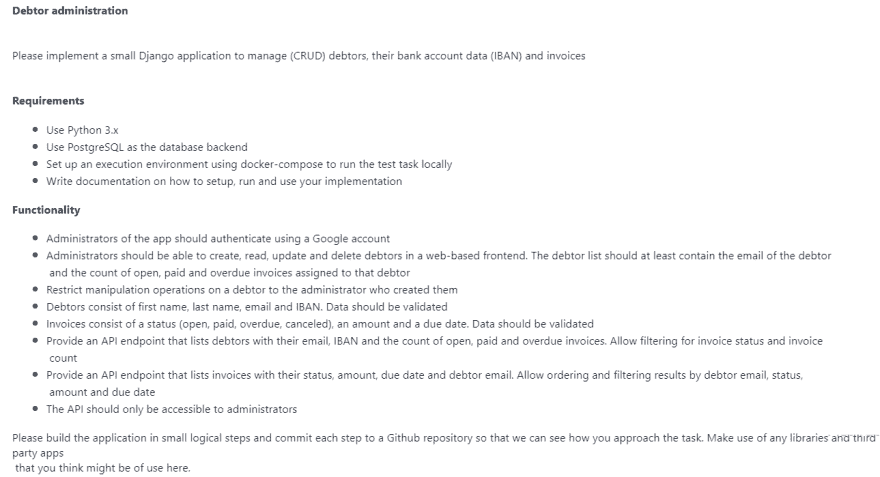 Debtor administration
Please implement a small Django application to manage (CRUD) debtors, their bank account data (IBAN) and invoices
Requirements
• Use Python 3.x
• Use PostgreSQL as the database backend
• Set up an execution environment using docker-compose to run the test task locally
• Write documentation on how to setup, run and use your implementation
Functionality
• Administrators of the app should authenticate using a Google account
• Administrators should be able to create, read, update and delete debtors in a web-based frontend. The debtor list should at least contain the email of the debtor
and the count of open, paid and overdue invoices assigned to that debtor
• Restrict manipulation operations on a debtor to the administrator who created them
• Debtors consist of first name, last name, email and IBAN. Data should be validated
• Invoices consist of a status (open, paid, overdue, canceled), an amount and a due date. Data should be validated
• Provide an API endpoint that lists debtors with their email, IBAN and the count of open, paid and overdue invoices. Allow filtering for invoice status and invoice
count
• Provide an API endpoint that lists invoices with their status, amount, due date and debtor email. Allow ordering and filtering results by debtor email, status,
amount and due date
• The API should only be accessible to administrators
Please build the application in small logical steps and commit each step to a Github repository so that we can see how you approach the task. Make use of any libraries and third
party apps
that you think might be of use here.